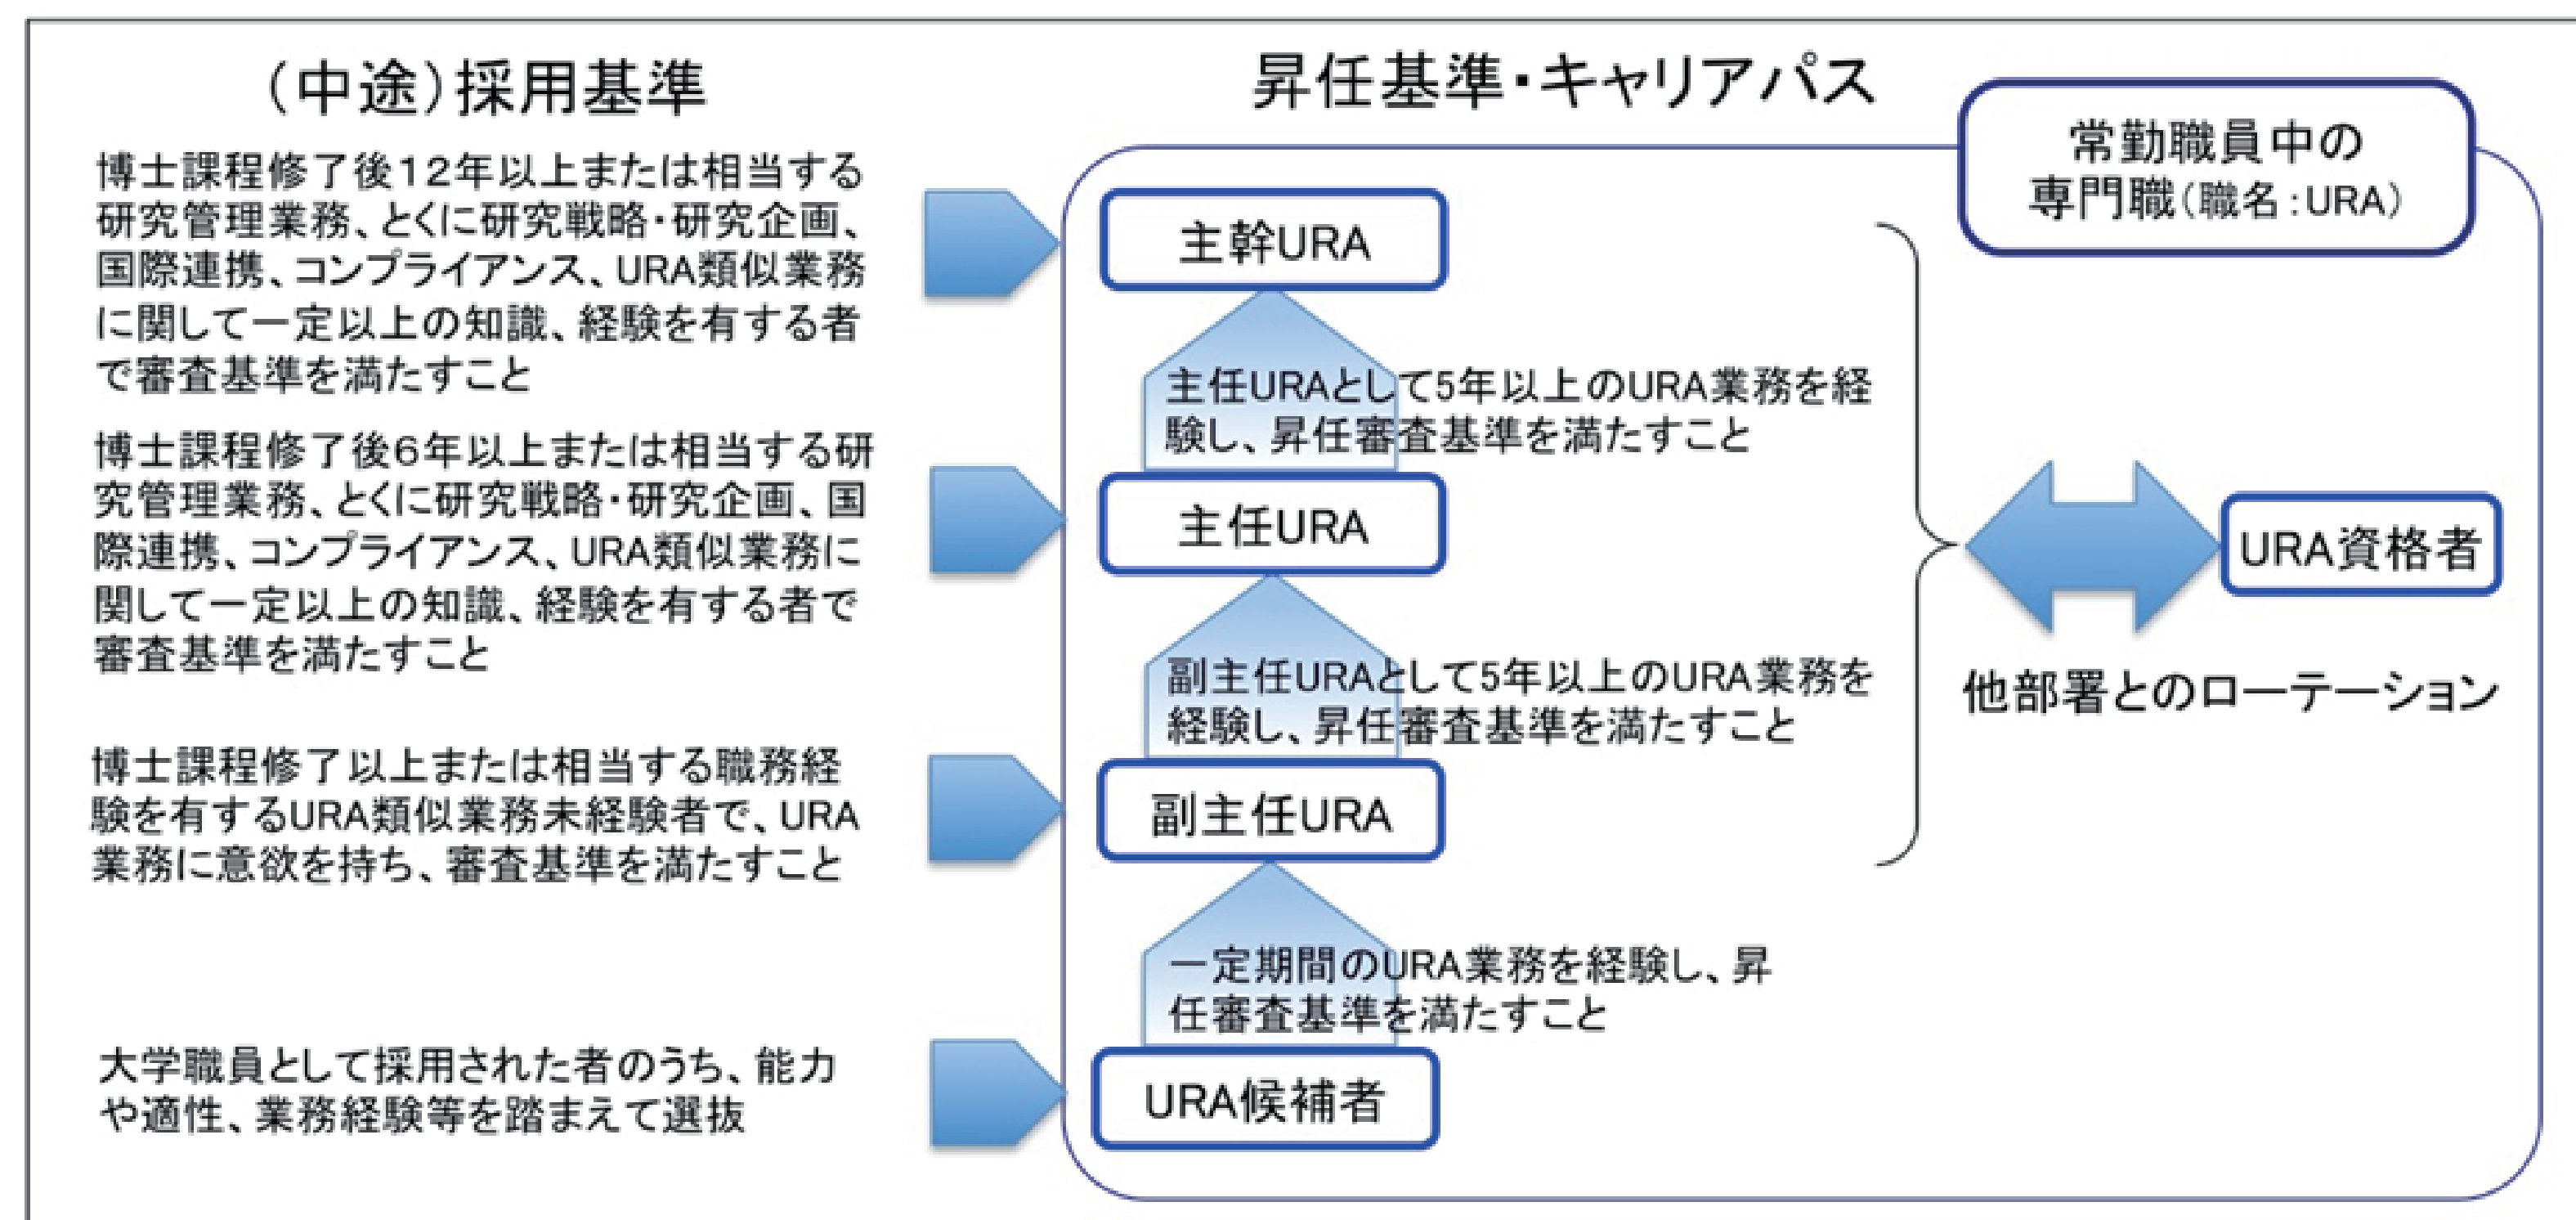 (中途)採用基準
博士課程修了後12年以上または相当する
研究管理業務、とくに研究戦略・研究企画、
国際連携、コンプライアンス、URA類似業務
に関して一定以上の知識、経験を有する者
で審査基準を満たすこと
博士課程修了後6年以上または相当する研
究管理業務、とくに研究戦略・研究企画、国
際連携、コンプライアンス、URA類似業務に
関して一定以上の知識、経験を有する者で
審査基準を満たすこと
博士課程修了以上または相当する職務経
験を有するURA類似業務未経験者で、URA
業務に意欲を持ち、審査基準を満たすこと
大学職員として採用された者のうち、能力
や適性、業務経験等を踏まえて選抜
昇任基準・キャリアパス
常勤職員中の
専門職(職名:URA)
主幹URA
主任URAとして5年以上のURA業務を経
験し、昇任審査基準を満たすこと
主任URA
副主任URAとして5年以上のURA業務を
経験し、昇任審査基準を満たすこと
副主任URA
一定期間のURA業務を経験し、昇
任審査基準を満たすこと
URA候補者
URA資格者
他部署とのローテーション